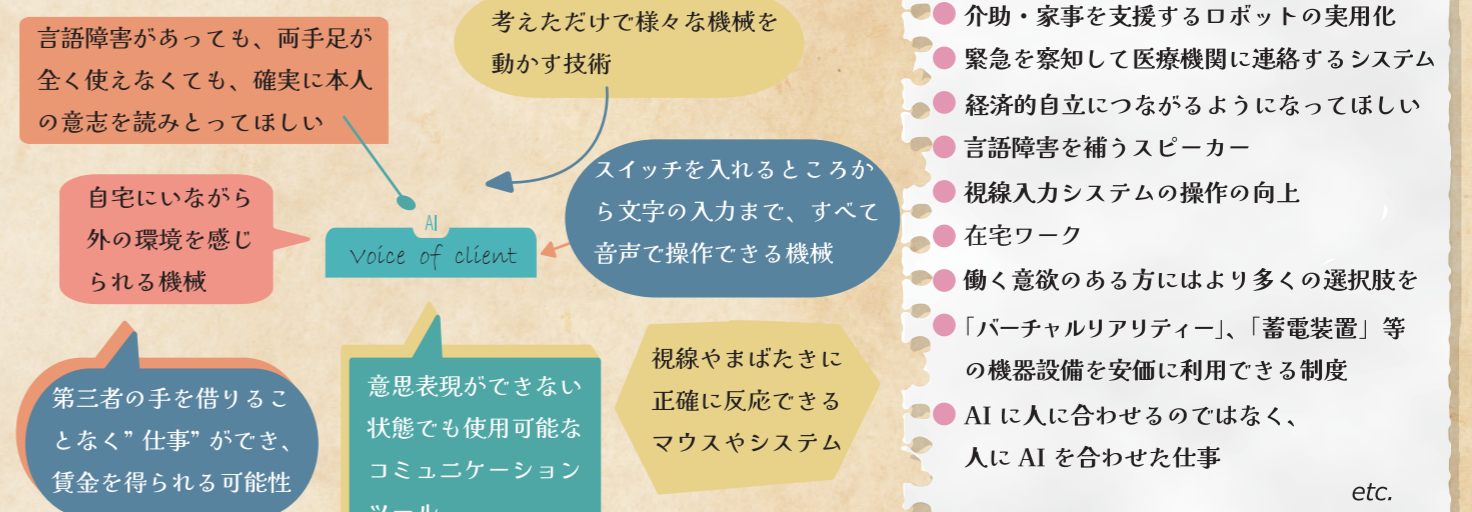 言語障害があっても、両手足が
全く使えなくても、確実に本人
の意志を読みとってほしい
考えただけで様々な機械を
動かす技術
自宅にいながら
外の環境を感じ
られる機械
AI
Voice of client
スイッチを入れるところか
ら文字の入力まで、すべて
音声で操作できる機械
第三者の手を借りるこ
となく”仕事”ができ、
賃金を得られる可能性
意思表現ができない
状態でも使用可能な
コミュニケーション
ツール
視線やまばたきに
正確に反応できる
マウスやシステム
介助・家事を支援するロボットの実用化
緊急を察知して医療機関に連絡するシステム
経済的自立につながるようになってほしい
言語障害を補うスピーカー
視線入力システムの操作の向上
在宅ワーク
働く意欲のある方にはより多くの選択肢を
「バーチャルリアリティー」、「蓄電装置」等
の機器設備を安価に利用できる制度
AI に人に合わせるのではなく、
人に AI を合わせた仕事
etc.